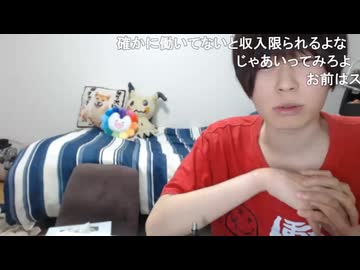 確かに働いてないと収入限られるよな
じゃあいってみろよ
お前はス